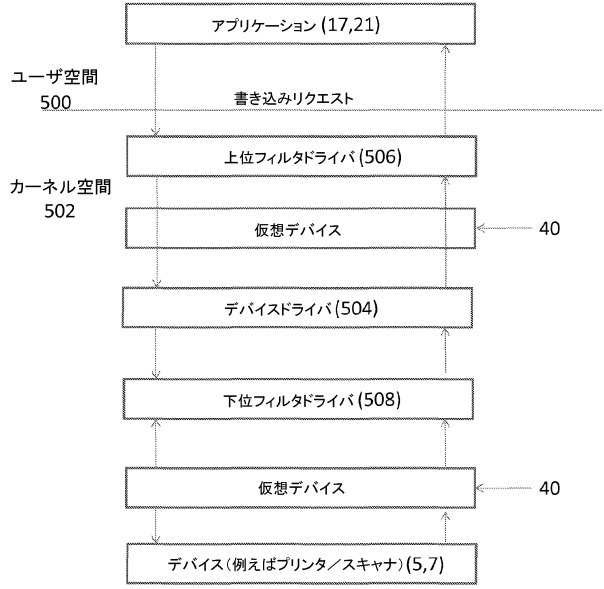 アプリケーション (17,21)
ユーザ空間
500
書き込みリクエスト
上位フィルタドライバ (506)
カーネル空間
502
仮想デバイス
40
デバイスドライバ (504)
下位フィルタドライバ (508)
仮想デバイス
40
デバイス(例えばプリンタ/スキャナ) (5,7)